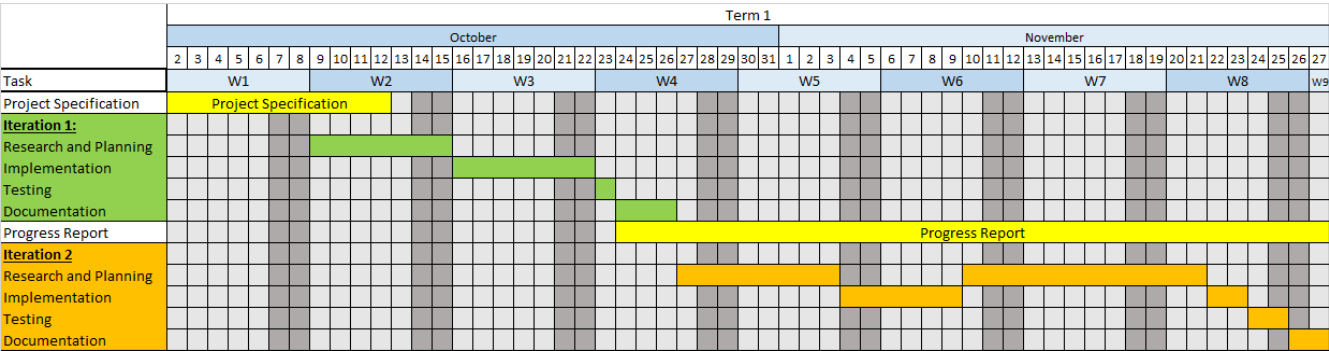 Term 1
October November
2 3 4 5 6 7 8 9 10 11 12 13 14 15 16 17 18 19 20 21 22 23 24 25 26 27 28 29 30 31 1 2 3 4 5 6 7 8 9 10 11 12 13 14 15 16 17 18 19 20 21 22 23 24 25 26 27
Task W1 W2 W3 W4 W5 W6 W7 W8 W9
Project Specification Project Specification
Iteration 1:
Research and Planning
Implementation
Testing
Documentation
Progress Report Progress Report
Iteration 2
Research and Planning
Implementation
Testing
Documentation